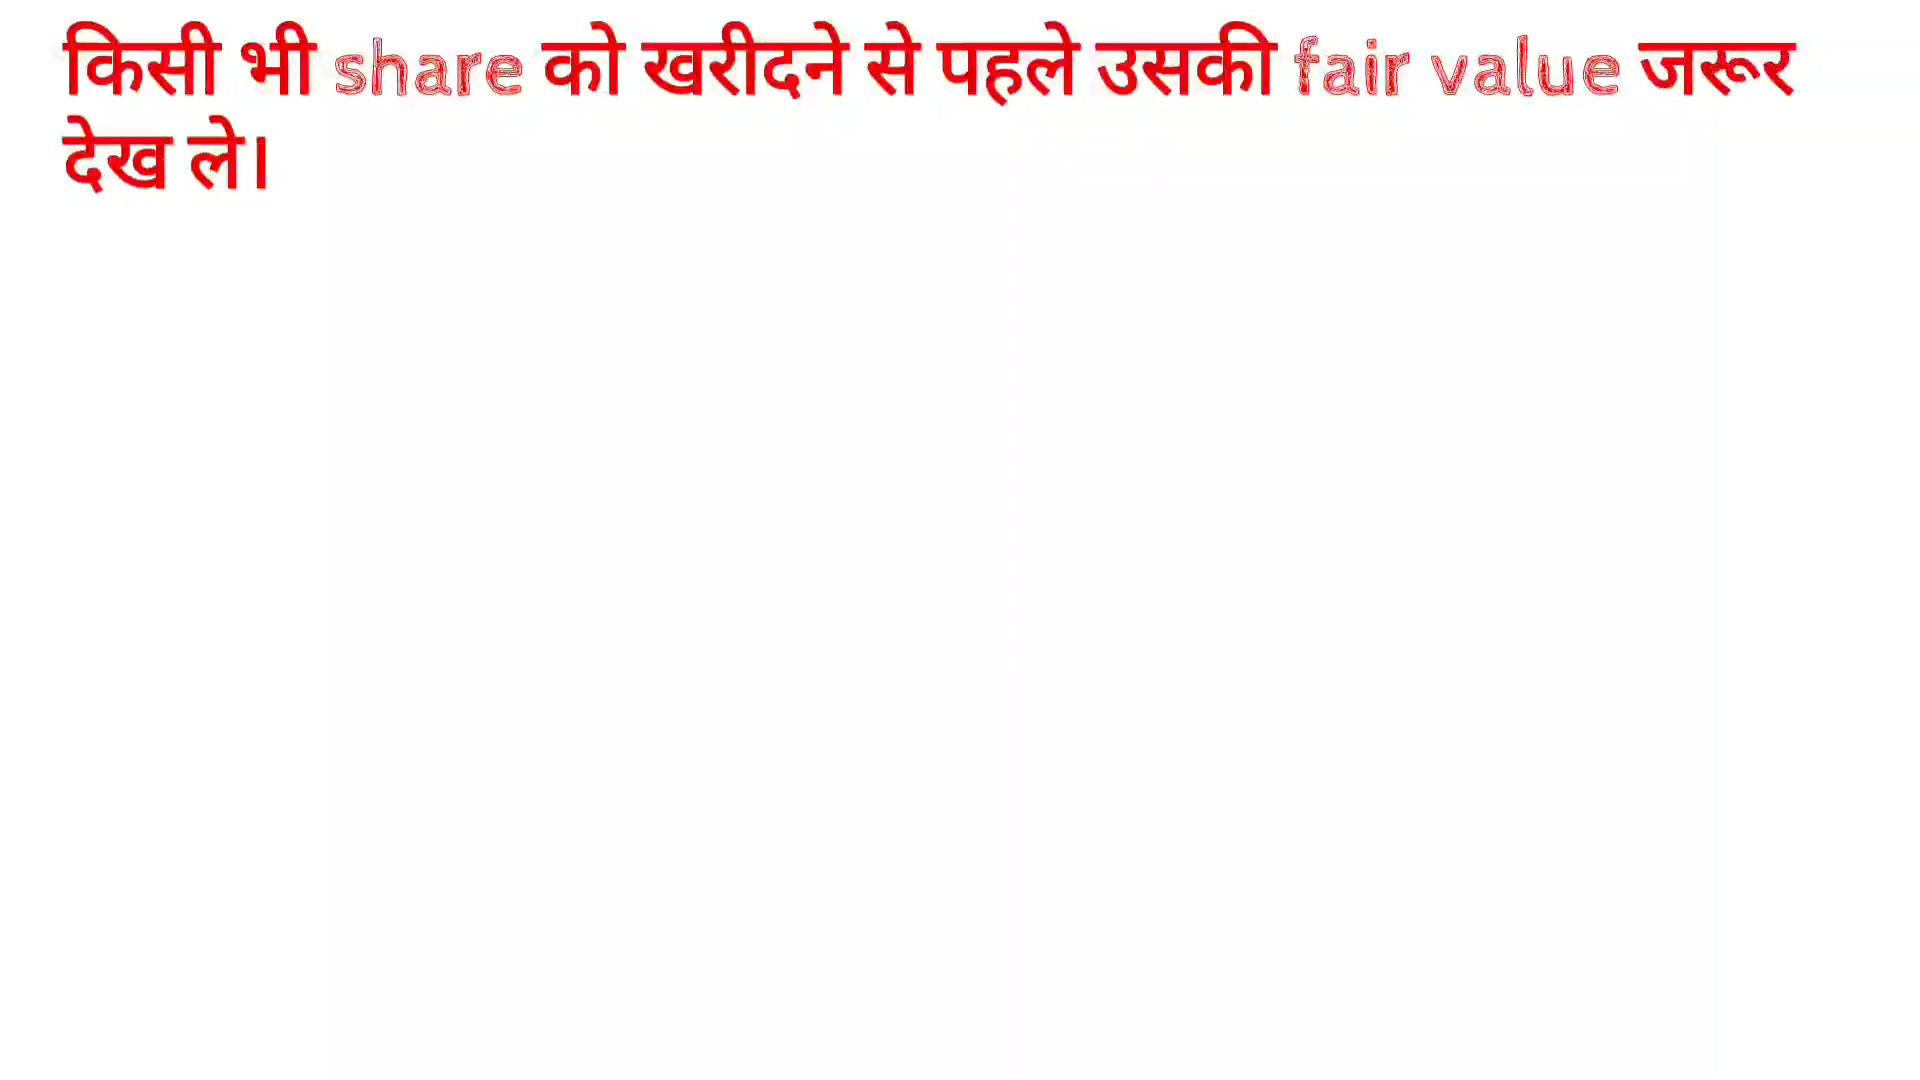 किसी भी share को खरीदने से पहले उसकी fair value जरूर
देख ले।